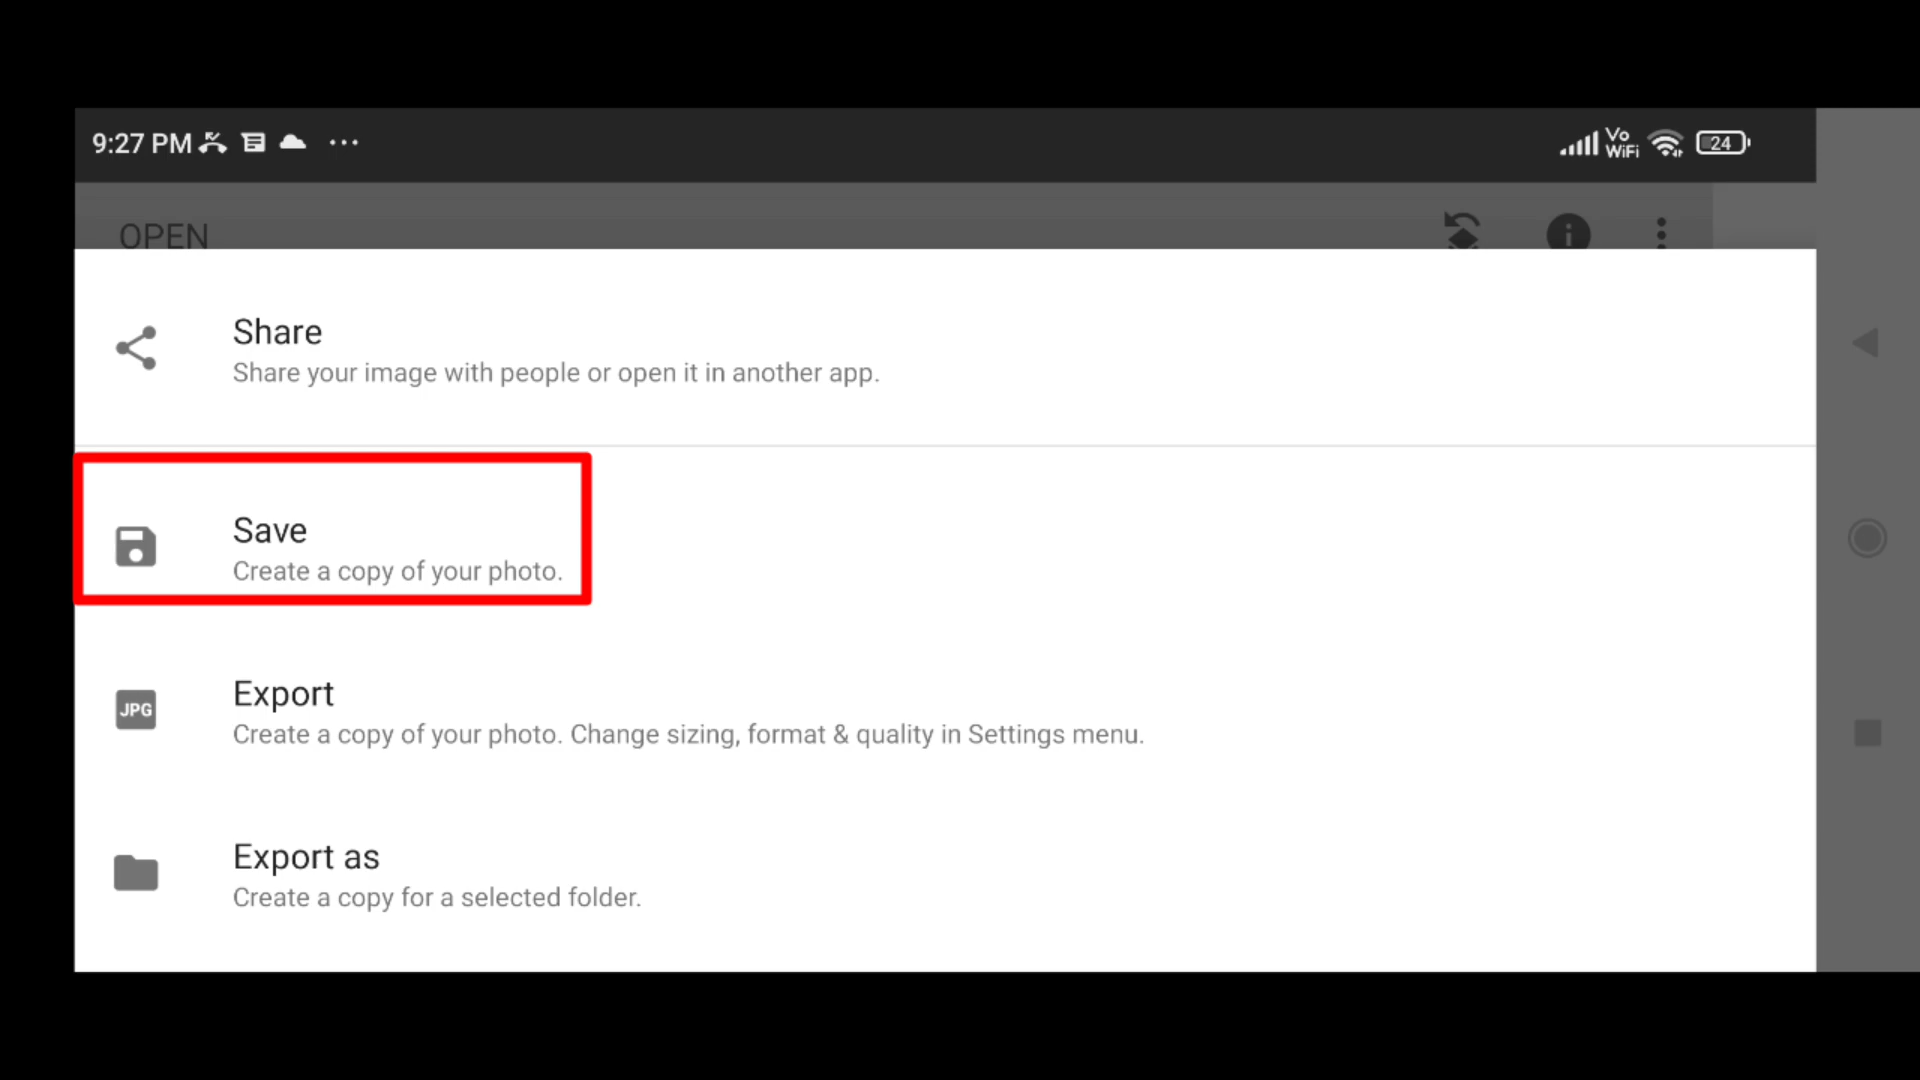 9:27 PM
Vo
WiFi
24
OPEN
Share
Share your image with people or open it in another app.
Save
Create a copy of your photo.
JPG
Export
Create a copy of your photo. Change sizing, format & quality in Settings menu.
Export as
Create a copy for a selected folder.